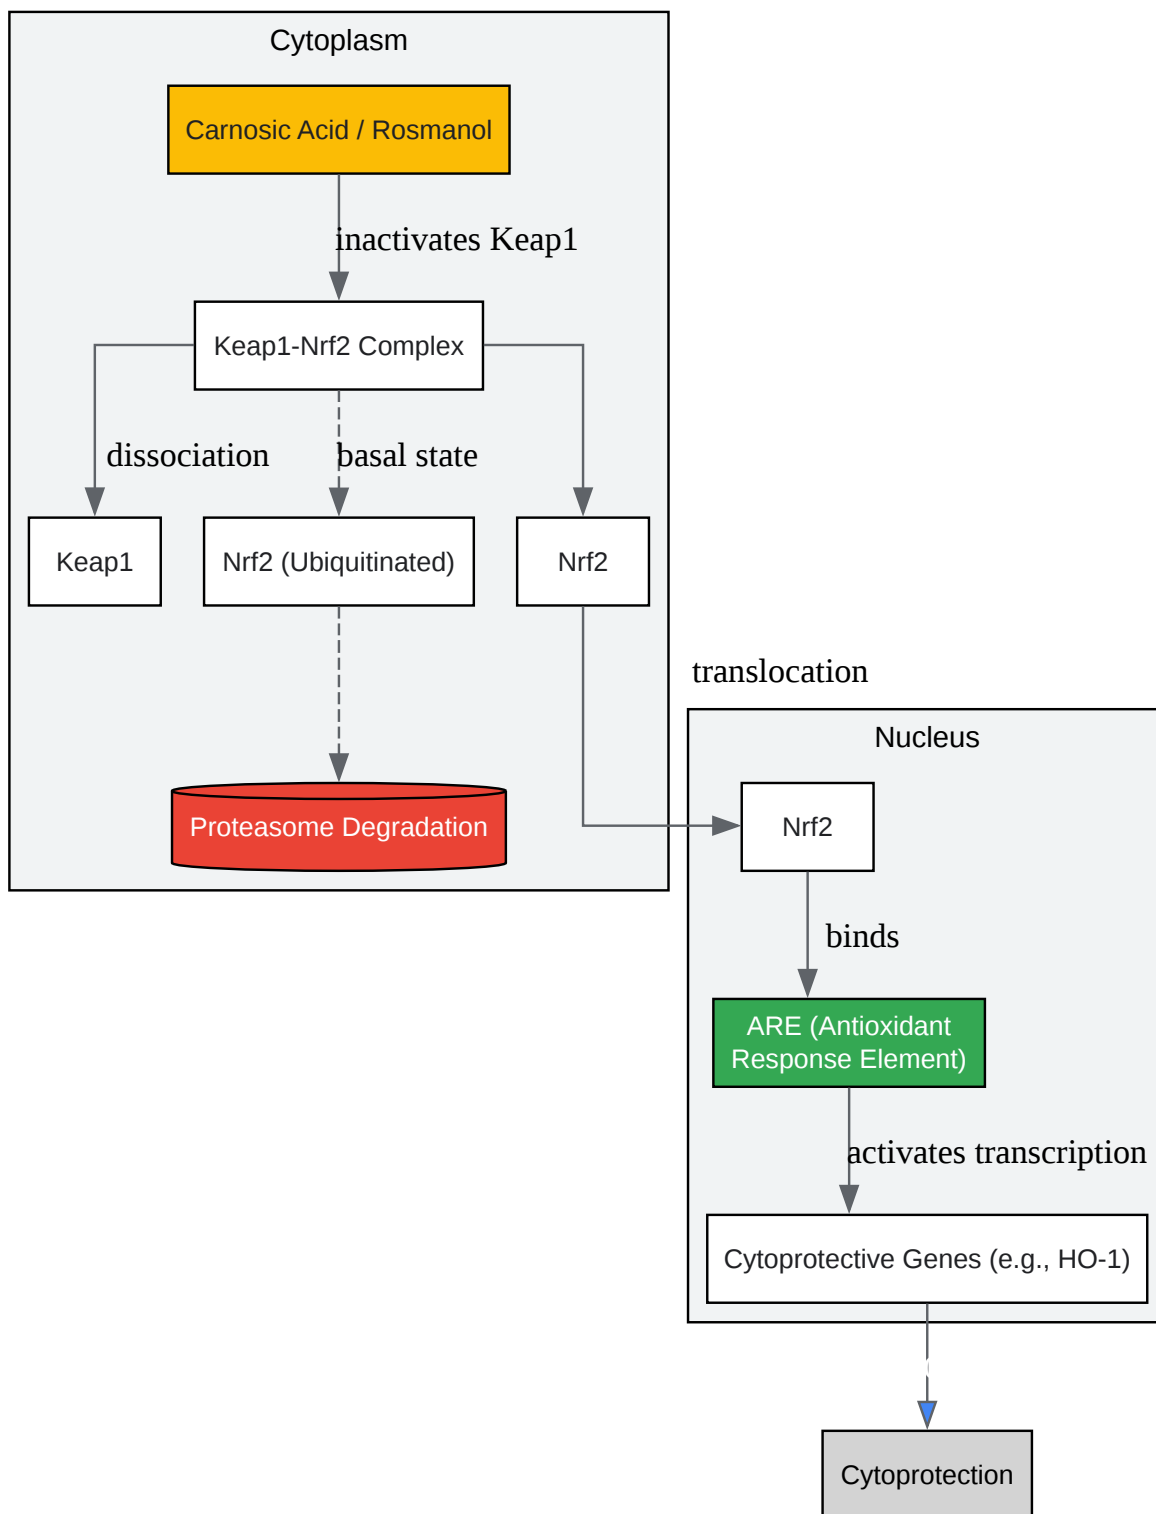 Cytoplasm
Carnosic Acid / Rosmanol
inactivates Keap1
Keap1-Nrf2 Complex
dissociation
basal state
Keap1
Nrf2 (Ubiquitinated)
Nrf2
translocation
Nucleus
Proteasome Degradation
Nrf2
binds
ARE (Antioxidant
Response Element)
activates transcription
Cytoprotective Genes (e.g., HO-1)
Cytoprotection